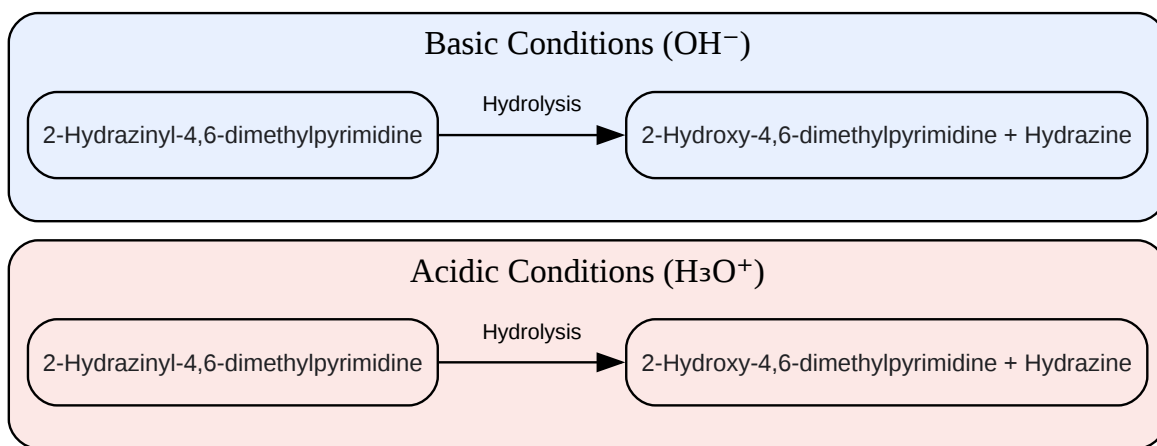 Basic Conditions (OH⁻)
Hydrolysis
2-Hydrazinyl-4,6-dimethylpyrimidine
2-Hydroxy-4,6-dimethylpyrimidine + Hydrazine
Acidic Conditions (H₃O⁺)
Hydrolysis
2-Hydrazinyl-4,6-dimethylpyrimidine
2-Hydroxy-4,6-dimethylpyrimidine + Hydrazine